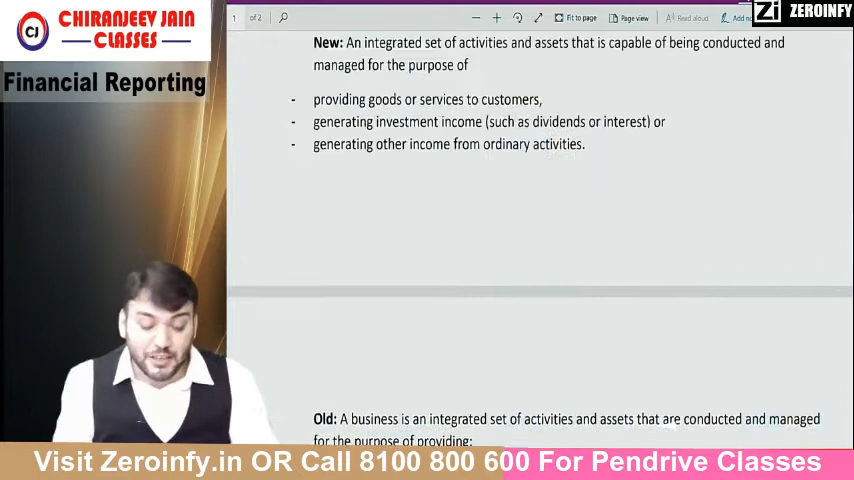 CHIRANJEEV JAIN
CLASSES
CJ
Financial Reporting
1 of 2
Fit to page
Page view
Read aloud
Zi ZEROINFY
New: An integrated set of activities and assets that is capable of being conducted and
managed for the purpose of
- providing goods or services to customers,
- generating investment income (such as dividends or interest) or
- generating other income from ordinary activities.
Old: A business is an integrated set of activities and assets that are conducted and managed
for the purpose of providing:
Visit Zeroinfy.in OR Call 8100 800 600 For Pendrive Classes